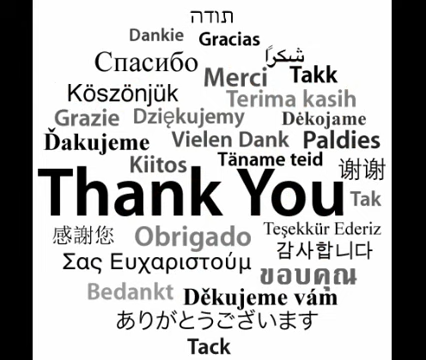 תודה
Dankie Gracias
Спасибо شكراً
Merci Takk
Köszönjük Terima kasih
Grazie Dziękujemy Dėkojame
Ďakujeme Vielen Dank Paldies
Kiitos Täname teid 谢谢
Thank You Tak
感謝您 Obrigado Teşekkür Ederiz
감사합니다
Σας Ευχαριστούμ ขอบคุณ
Bedankt Děkujeme vám
ありがとうございます
Tack